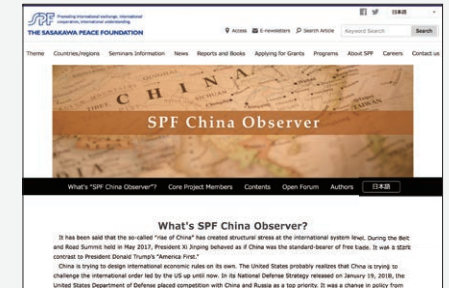 SPF Promoting international exchange, international cooperation, international understanding.
THE SASAKAWA PEACE FOUNDATION
日本語
Access E-newsletters Search Article Keyword Search Search
Theme Countries/regions Seminars Information News Reports and Books Applying for Grants Programs About SPF Careers Contact us
CHINA
TAIWAN
SPF China Observer
What's "SPF China Observer"? Core Project Members Contents Open Forum Authors 日本語
What's SPF China Observer?
It has been said that the so-called "rise of China" has created structural stress at the international system level. During the Belt
and Road Summit held in May 2017, President Xi Jinping behaved as if China was the standard-bearer of free trade. It was a stark
contrast to President Donald Trump's "America First."
China is trying to design international economic rules on its own. The United States probably realizes that China is trying to
challenge the international order led by the US up until now. In its National Defense Strategy released on January 19, 2018, the
United States Department of Defense placed competition with China and Russia as a top priority. It was a change in policy from